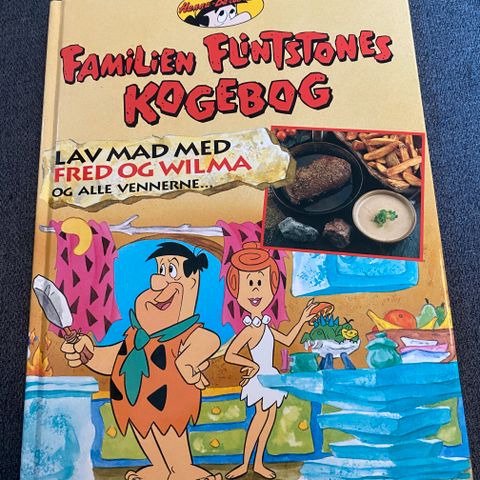 FAMILIEN FLINTSTONES
KOGEBOG
LAV MAD MED
FRED OG WILMA
OG ALLE VENNERNE...